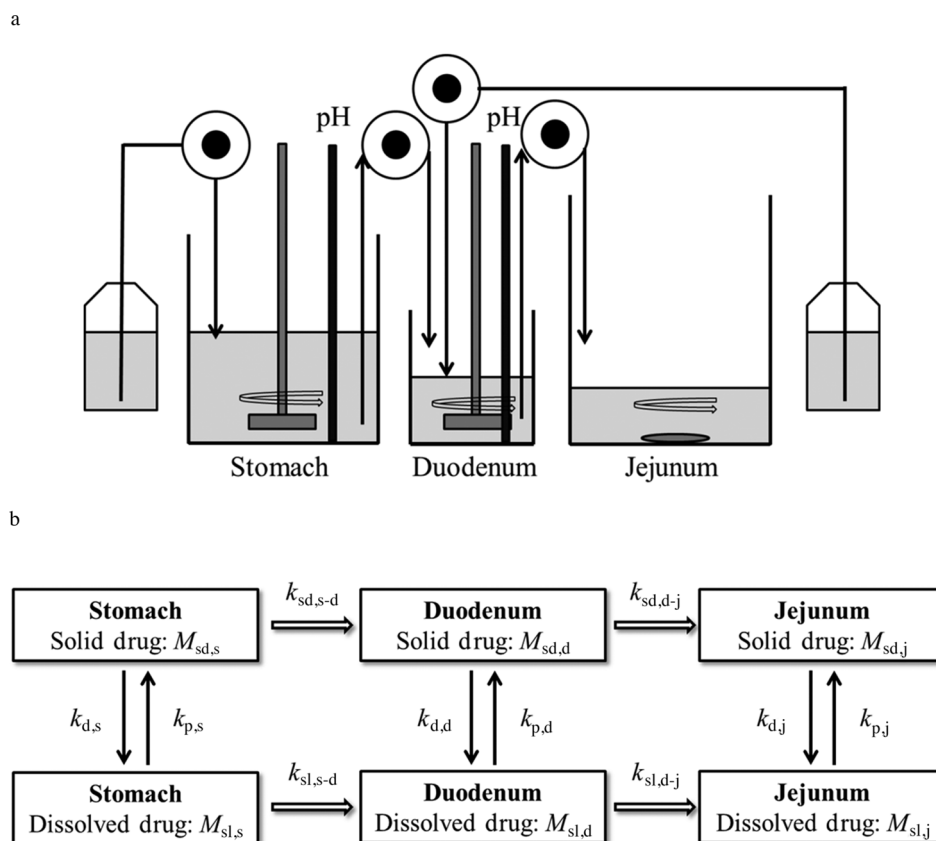 a
pH pH
Stomach Duodenum Jejunum
b
k_sd,s-d k_sd,d-j
Stomach Duodenum Jejunum
Solid drug: M_sd,s Solid drug: M_sd,d Solid drug: M_sd,j
k_d,s k_p,s k_d,d k_p,d k_d,j k_p,j
k_sl,s-d k_sl,d-j
Stomach Duodenum Jejunum
Dissolved drug: M_sl,s Dissolved drug: M_sl,d Dissolved drug: M_sl,j